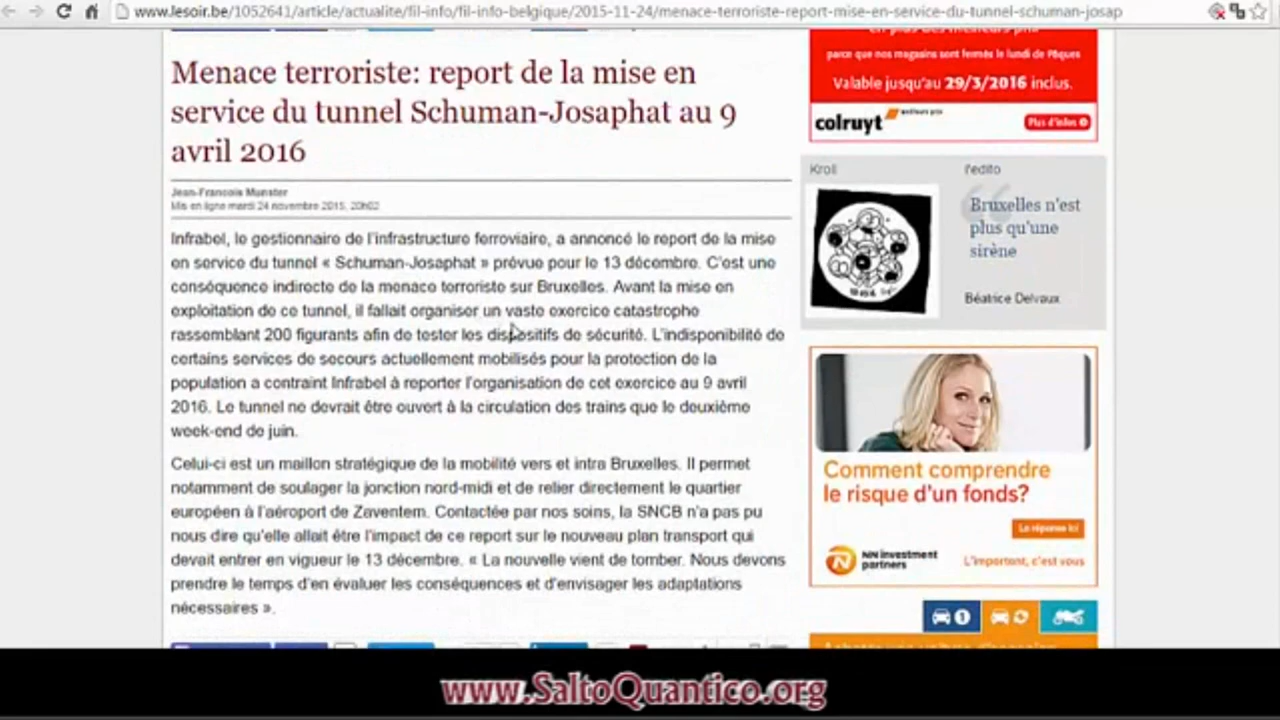 www.lesoir.be/1052641/article/actualite/fil-info/fil-info-belgique/2015-11-24/menace-terroriste-report-mise-en-service-du-tunnel-schuman-josap
Menace terroriste: report de la mise en
service du tunnel Schuman-Josaphat au 9
avril 2016
Jean-Francois Munster
Mis en ligne mardi 24 novembre 2015, 20h02
Infrabel, le gestionnaire de l'infrastructure ferroviaire, a annoncé le report de la mise
en service du tunnel « Schuman-Josaphat » prévue pour le 13 décembre. C'est une
conséquence indirecte de la menace terroriste sur Bruxelles. Avant la mise en
exploitation de ce tunnel, il fallait organiser un vaste exercice catastrophe
rassemblant 200 figurants afin de tester les dispositifs de sécurité. L'indisponibilité de
certains services de secours actuellement mobilisés pour la protection de la
population a contraint Infrabel à reporter l'organisation de cet exercice au 9 avril
2016. Le tunnel ne devrait être ouvert à la circulation des trains que le deuxième
week-end de juin.
Celui-ci est un maillon stratégique de la mobilité vers et intra Bruxelles. Il permet
notamment de soulager la jonction nord-midi et de relier directement le quartier
européen à l'aéroport de Zaventem. Contactée par nos soins, la SNCB n'a pas pu
nous dire qu'elle allait être l'impact de ce report sur le nouveau plan transport qui
devait entrer en vigueur le 13 décembre. « La nouvelle vient de tomber. Nous devons
prendre le temps d'en évaluer les conséquences et d'envisager les adaptations
nécessaires ».
parce que nos magasins sont fermés le lundi de Pâques
Valable jusqu'au 29/3/2016 inclus.
colruyt meilleurs prix
Plus d'infos
Kroll
l'edito
Bruxelles n'est
plus qu'une
sirène
Béatrice Delvaux
Comment comprendre
le risque d'un fonds?
La réponse ici
NN investment
partners
L'important, c'est vous
www.SaltoQuantico.org